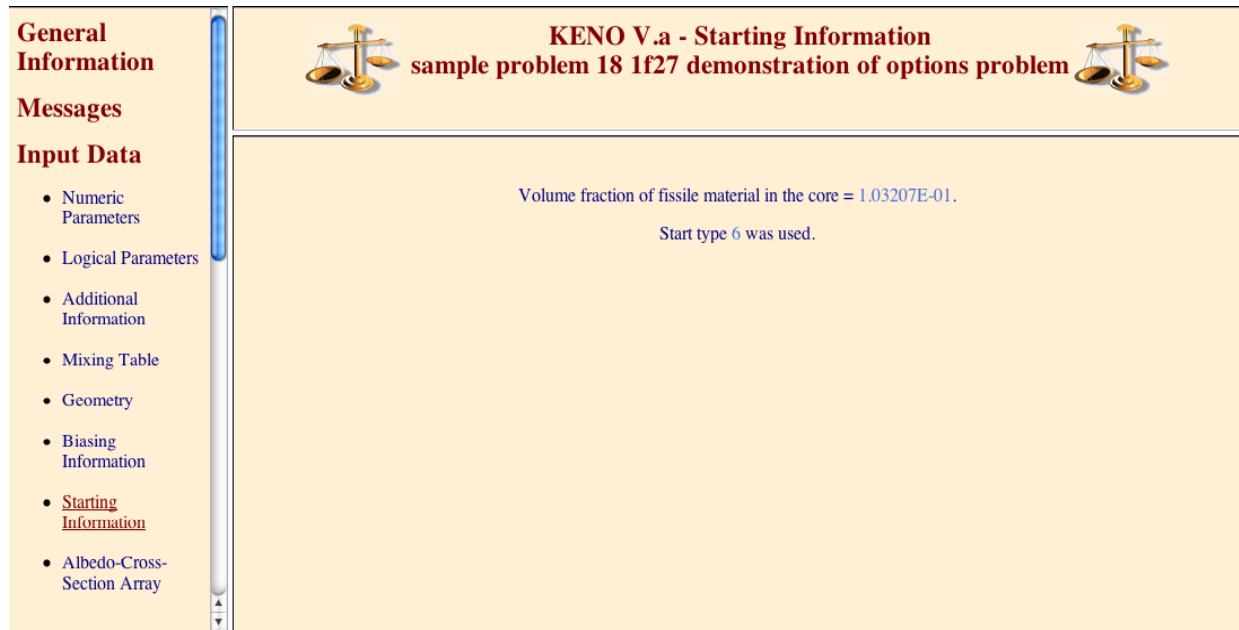 General
Information
Messages
Input Data
Numeric
Parameters
Logical Parameters
Additional
Information
Mixing Table
Geometry
Biasing
Information
Starting
Information
Albedo-Cross-
Section Array
KENO V.a - Starting Information
sample problem 18 1f27 demonstration of options problem
Volume fraction of fissile material in the core = 1.03207E-01.
Start type 6 was used.